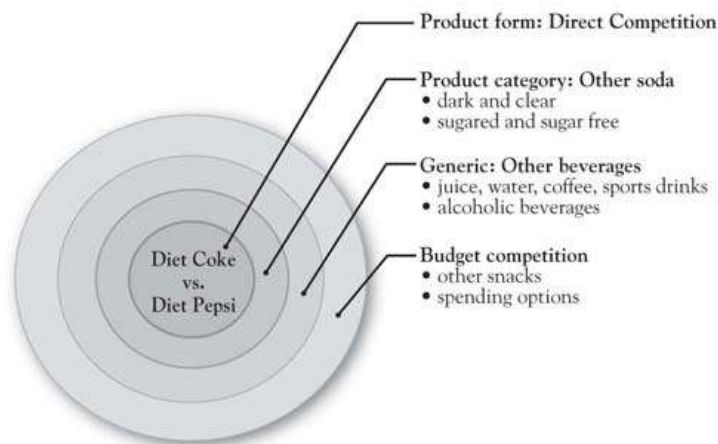 Product form: Direct Competition
Product category: Other soda
• dark and clear
• sugared and sugar free
Generic: Other beverages
• juice, water, coffee, sports drinks
• alcoholic beverages
Budget competition
• other snacks
• spending options
Diet Coke
vs.
Diet Pepsi